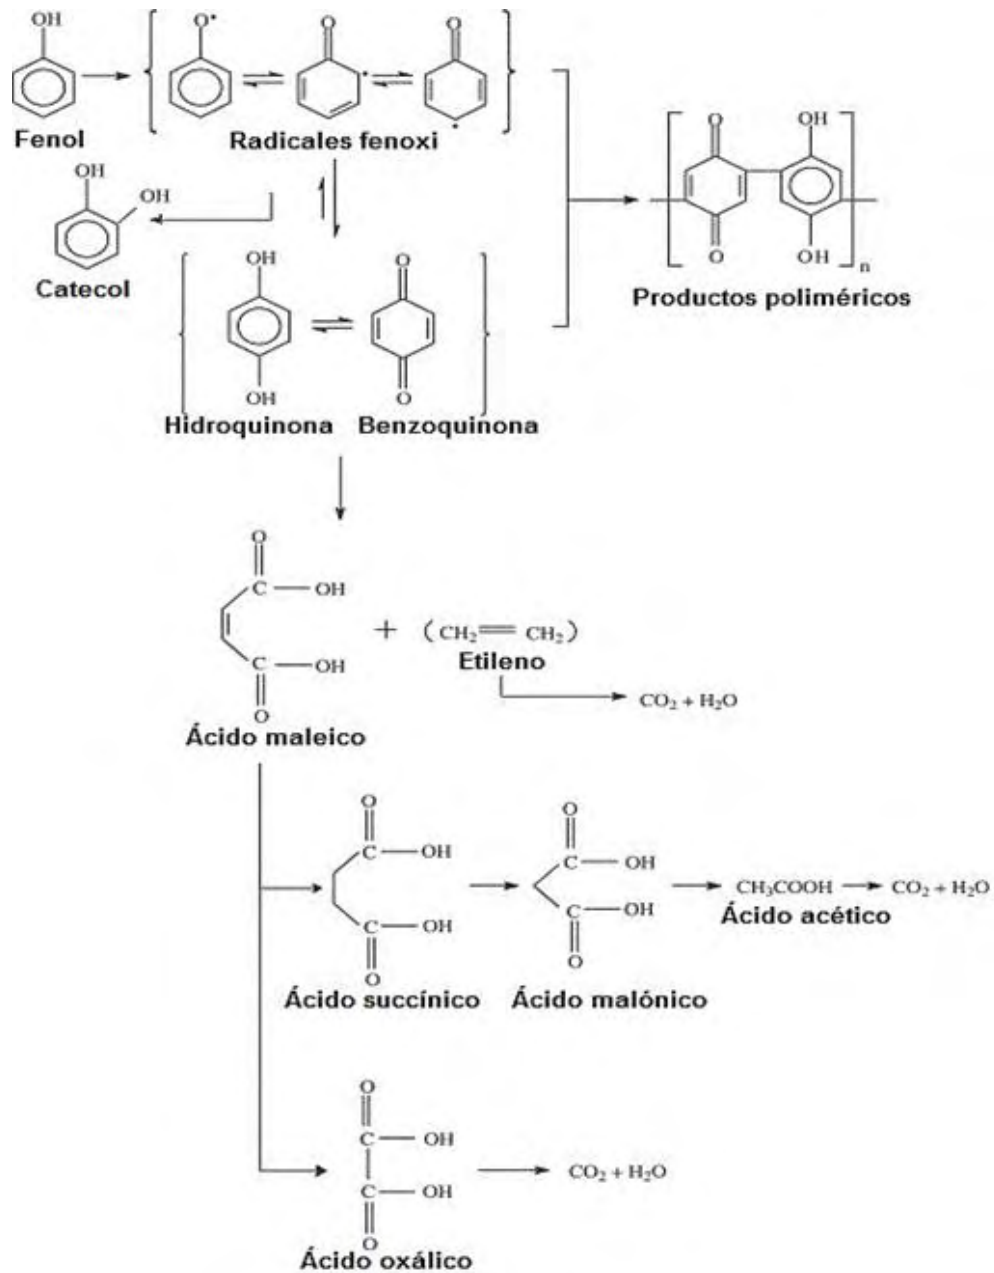 OH
Fenol
O•
O
O
Radicales fenoxi
OH
OH
Catecol
OH
OH
Hidroquinona
O
O
Benzoquinona
O
O
OH
OH
n
Productos poliméricos
O
C
OH
C
OH
O
Ácido maleico
+
(CH₂ CH₂)
Etileno
CO₂ + H₂O
O
C
OH
C
OH
O
Ácido succínico
O
C
OH
C
OH
O
Ácido malónico
CH₃COOH
Ácido acético
CO₂ + H₂O
O
C
OH
C
OH
O
Ácido oxálico
CO₂ + H₂O